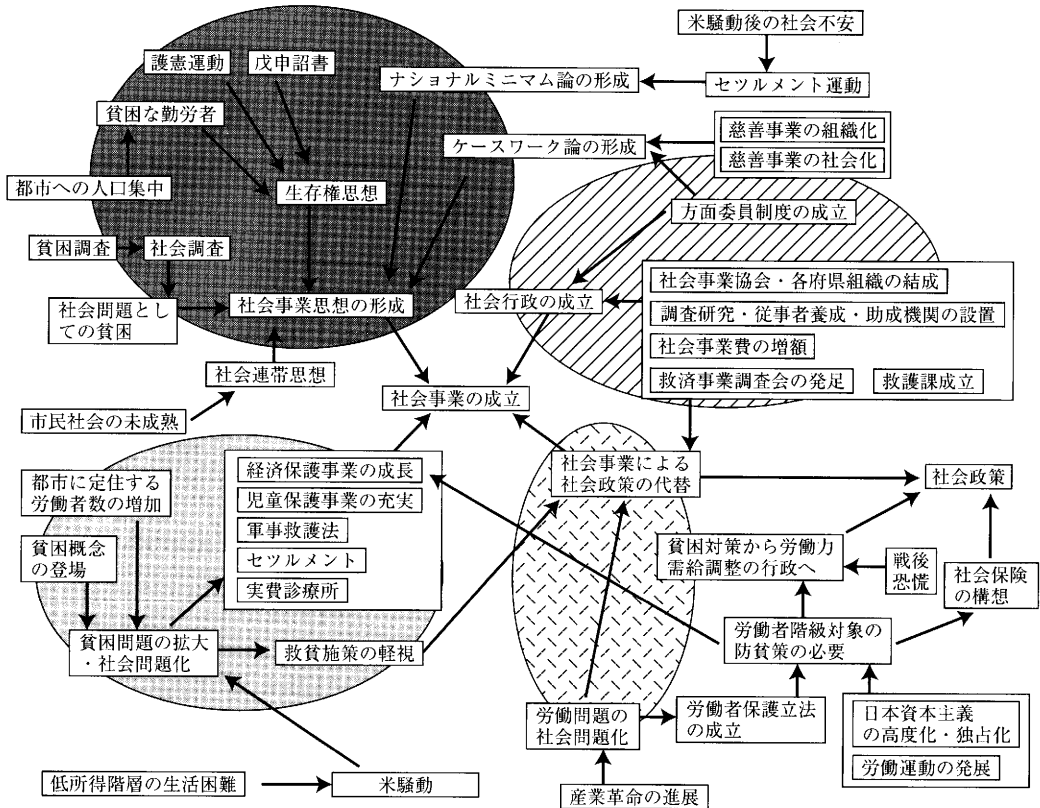 米騒動後の社会不安
護憲運動
戊申詔書
ナショナルミニマム論の形成
セツルメント運動
貧困な勤労者
慈善事業の組織化
ケースワーク論の形成
慈善事業の社会化
都市への人口集中
生存権思想
方面委員制度の成立
貧困調査
社会調査
社会事業協会・各府県組織の結成
社会問題とし
ての貧困
社会事業思想の形成
社会行政の成立
調査研究・従事者養成・助成機関の設置
社会事業費の増額
社会連帯思想
救済事業調査会の発足
救護課成立
社会事業の成立
市民社会の未成熟
都市に定住する
労働者数の増加
経済保護事業の成長
児童保護事業の充実
軍事救護法
セツルメント
実費診療所
社会事業による
社会政策の代替
社会政策
貧困概念
の登場
貧困対策から労働力
需給調整の行政へ
戦後
恐慌
社会保険
の構想
貧困問題の拡大
・社会問題化
救貧施策の軽視
労働者階級対象の
防貧策の必要
労働問題の
社会問題化
労働者保護立法
の成立
日本資本主義
の高度化・独占化
労働運動の発展
低所得階層の生活困難
米騒動
産業革命の進展